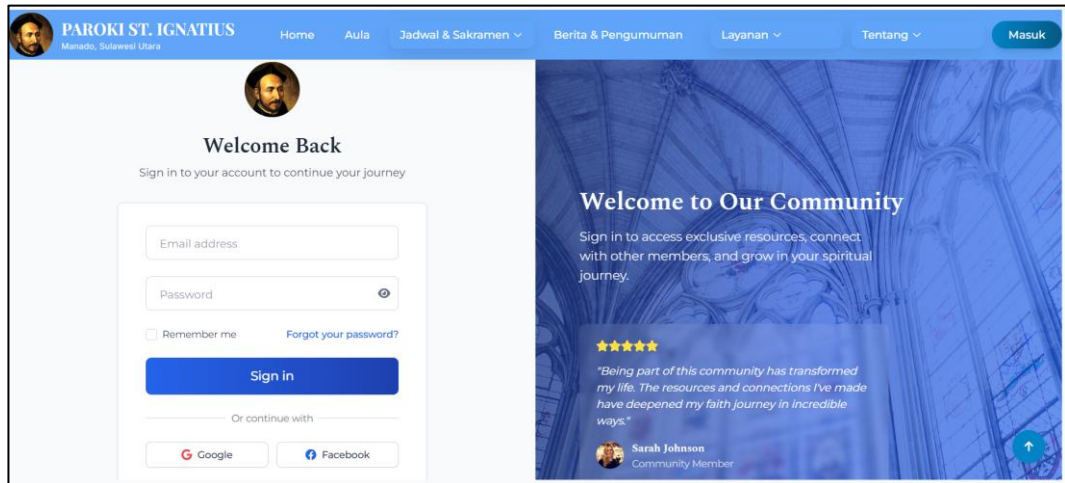 PAROKI ST. IGNATIUS
Manado, Sulawesi Utara
Home
Aula
Jadwal & Sakramen
Berita & Pengumuman
Layanan
Tentang
Masuk
Welcome Back
Sign in to your account to continue your journey
Email address
Password
Remember me
Forgot your password?
Sign in
Or continue with
Google
Facebook
Welcome to Our Community
Sign in to access exclusive resources, connect
with other members, and grow in your spiritual
journey.
"Being part of this community has transformed
my life. The resources and connections I've made
have deepened my faith journey in incredible
ways."
Sarah Johnson
Community Member